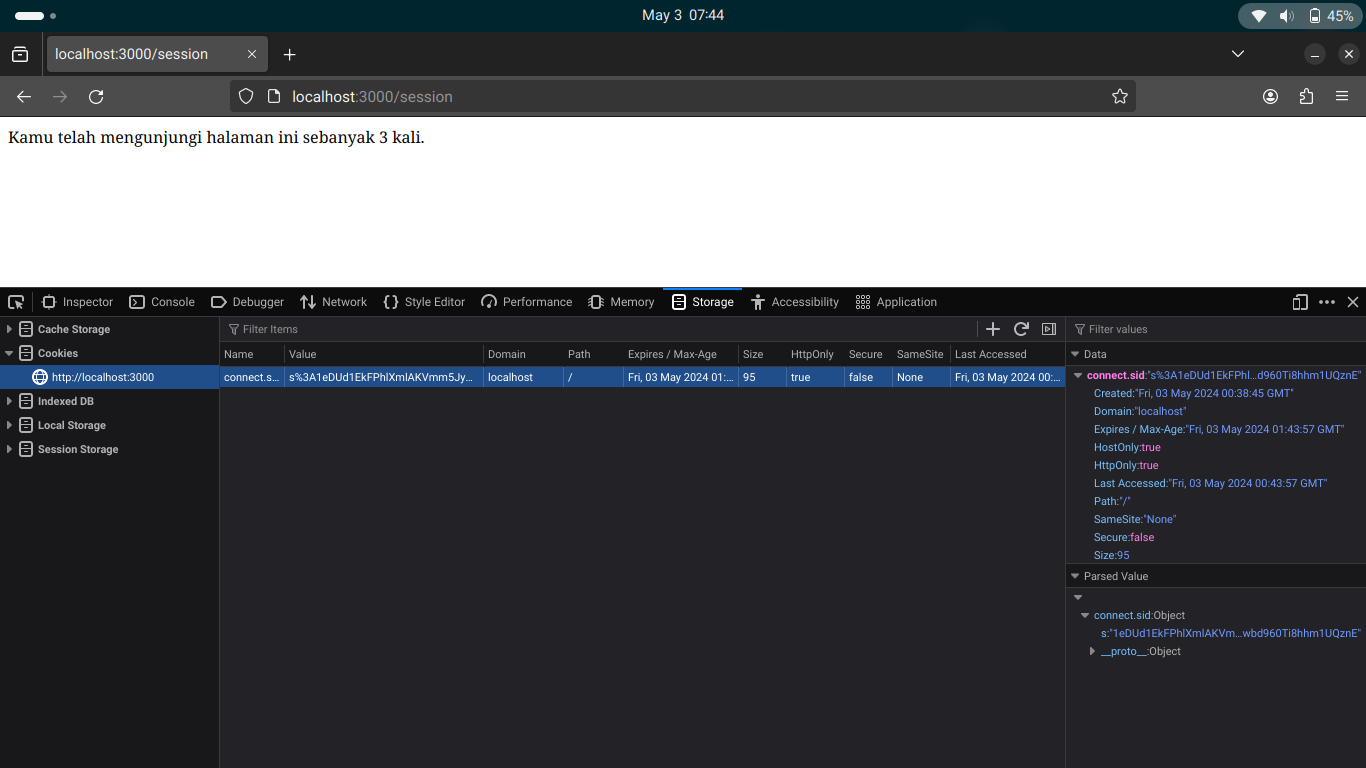 May 3 07:44
45%
localhost:3000/session
localhost:3000/session
Kamu telah mengunjungi halaman ini sebanyak 3 kali.
Inspector Console Debugger Network Style Editor Performance Memory Storage Accessibility Application
Cache Storage
Cookies
http://localhost:3000
Indexed DB
Local Storage
Session Storage
Filter Items
Name Value Domain Path Expires / Max-Age Size HttpOnly Secure SameSite Last Accessed
connect.s... s%3A1eDUd1EkFPhlXmlAKVmm5Jy... localhost / Fri, 03 May 2024 01:... 95 true false None Fri, 03 May 2024 00:...
Filter values
Data
connect.sid:"s%3A1eDUd1EkFPhl...d960Ti8hhm1UQznE"
Created:"Fri, 03 May 2024 00:38:45 GMT"
Domain:"localhost"
Expires / Max-Age:"Fri, 03 May 2024 01:43:57 GMT"
HostOnly:true
HttpOnly:true
Last Accessed:"Fri, 03 May 2024 00:43:57 GMT"
Path:"/"
SameSite:"None"
Secure:false
Size:95
Parsed Value
connect.sid:Object
s:"1eDUd1EkFPhlXmlAKVm...wbd960Ti8hhm1UQznE"
__proto__:Object